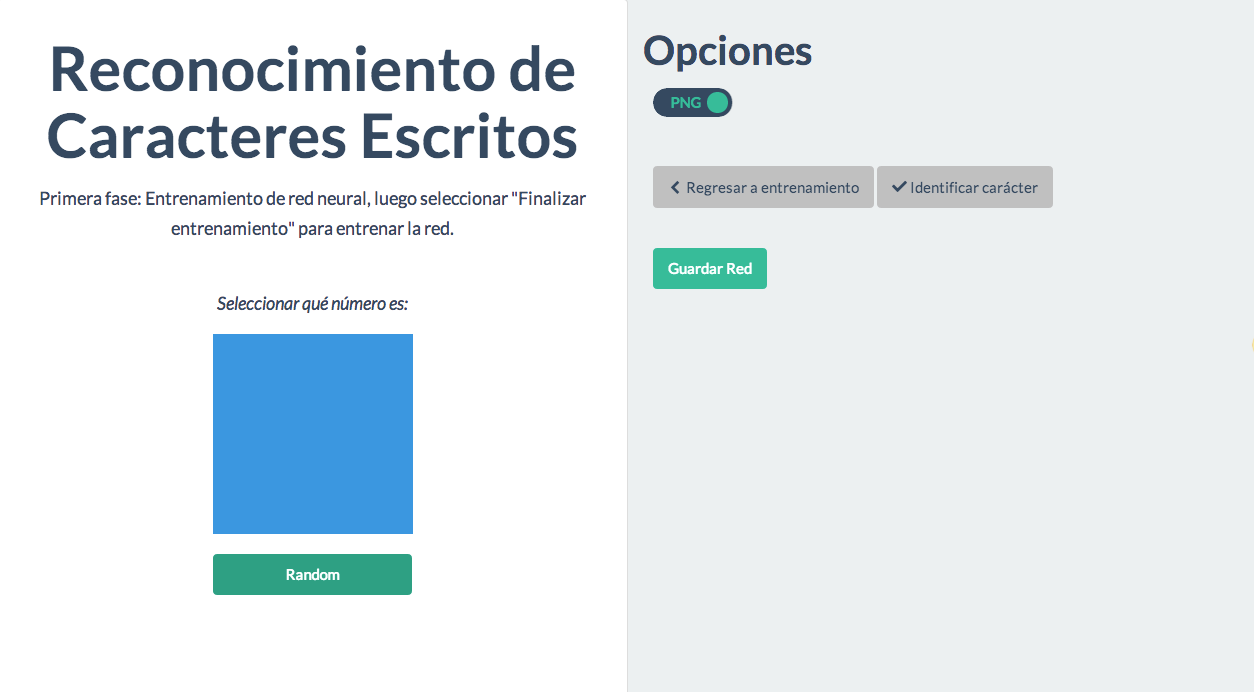 Reconocimiento de
Caracteres Escritos
Primera fase: Entrenamiento de red neural, luego seleccionar "Finalizar
entrenamiento" para entrenar la red.
Seleccionar qué número es:
Random
Opciones
PNG
Regresar a entrenamiento
Identificar carácter
Guardar Red